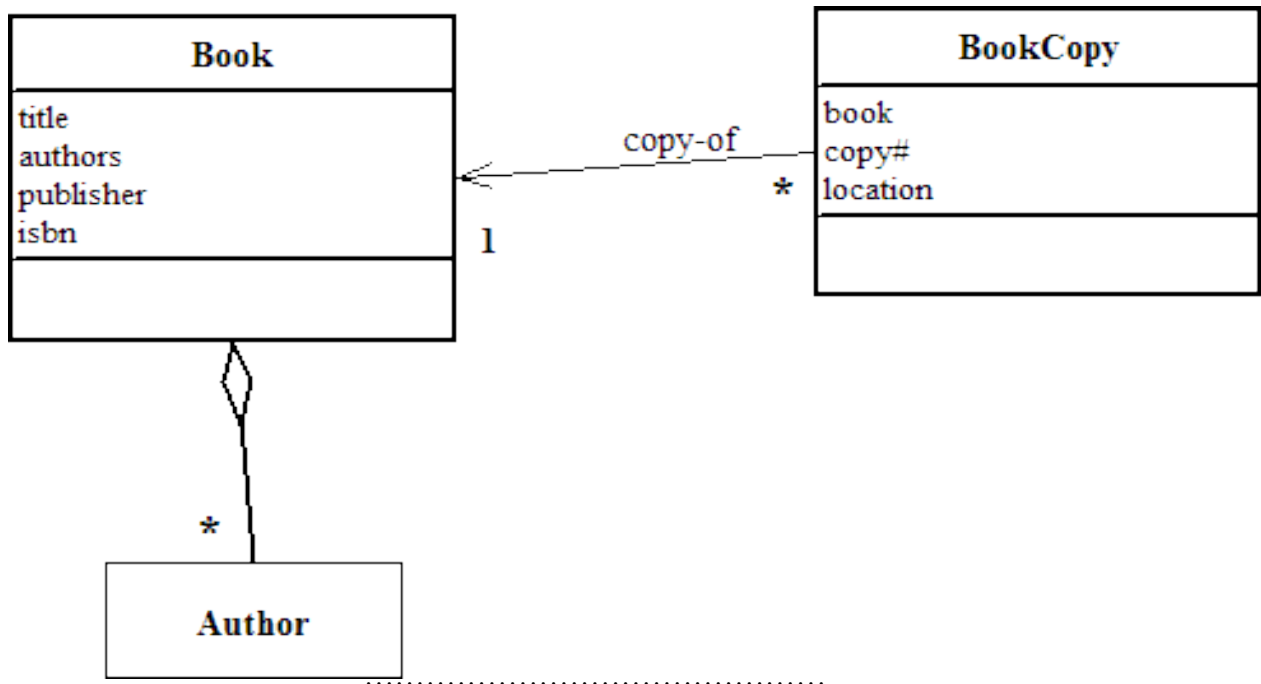 Book
title
authors
publisher
isbn
copy-of
*
1
BookCopy
book
copy#
location
*
Author